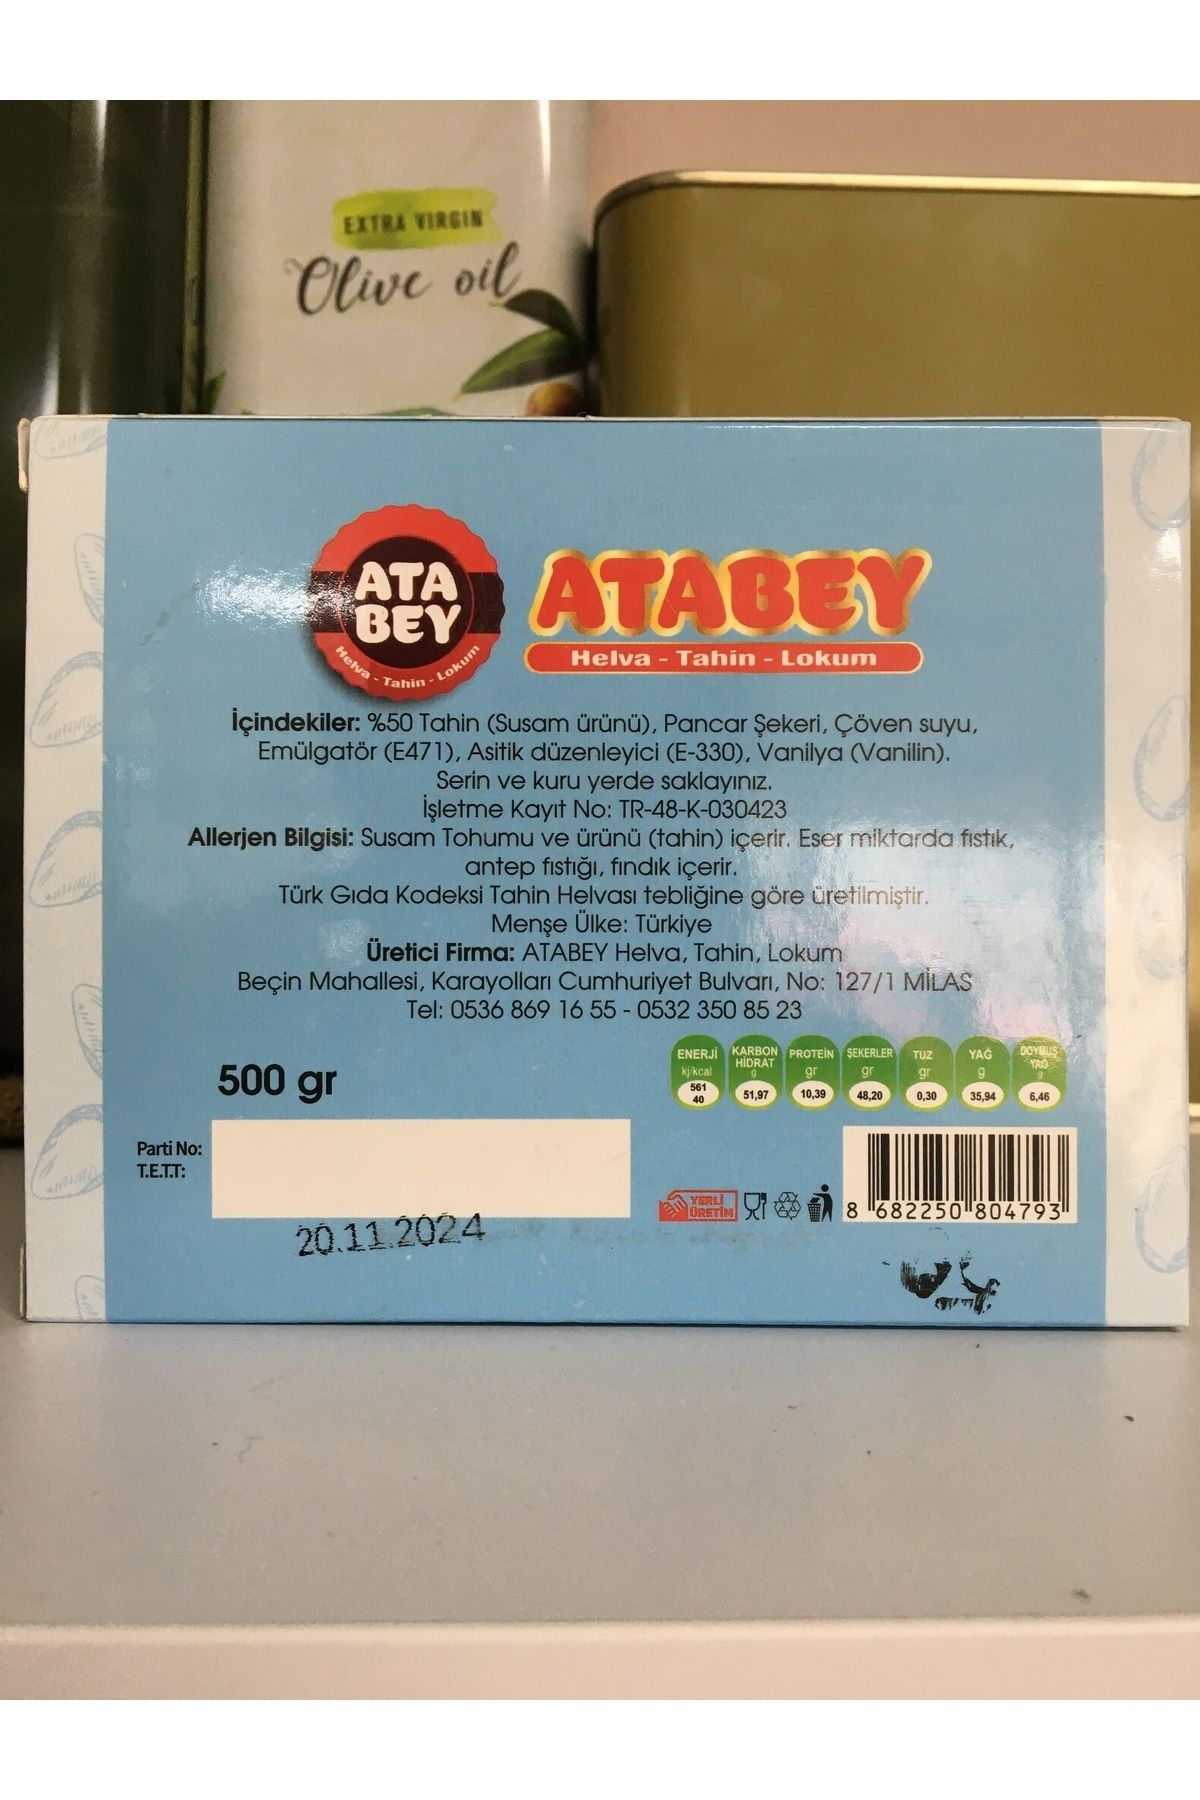 EXTRA VIRGIN
Olive oil
ATA
BEY
Helva - Tahin - Lokum
ATABEY
Helva - Tahin - Lokum
İçindekiler: %50 Tahin (Susam ürünü), Pancar Şekeri, Çöven suyu,
Emülgatör (E471), Asitik düzenleyici (E-330), Vanilya (Vanilin).
Serin ve kuru yerde saklayınız.
İşletme Kayıt No: TR-48-K-030423
Allerjen Bilgisi: Susam Tohumu ve ürünü (tahin) içerir. Eser miktarda fıstık,
antep fıstığı, fındık içerir.
Türk Gıda Kodeksi Tahin Helvası tebliğine göre üretilmiştir.
Menşe Ülke: Türkiye
Üretici Firma: ATABEY Helva, Tahin, Lokum
Beçin Mahallesi, Karayolları Cumhuriyet Bulvarı, No: 127/1 MİLAS
Tel: 0536 869 16 55 - 0532 350 85 23
500 gr
ENERJİ kj/kcal 561 40
KARBON HİDRAT g 51,97
PROTEİN gr 10,39
ŞEKERLER gr 48,20
TUZ gr 0,30
YAĞ g 35,94
DOYMUŞ YAĞ g 6,46
Parti No:
T.E.T.T:
20.11.2024
YERLİ
ÜRETİM
8 682250 804793